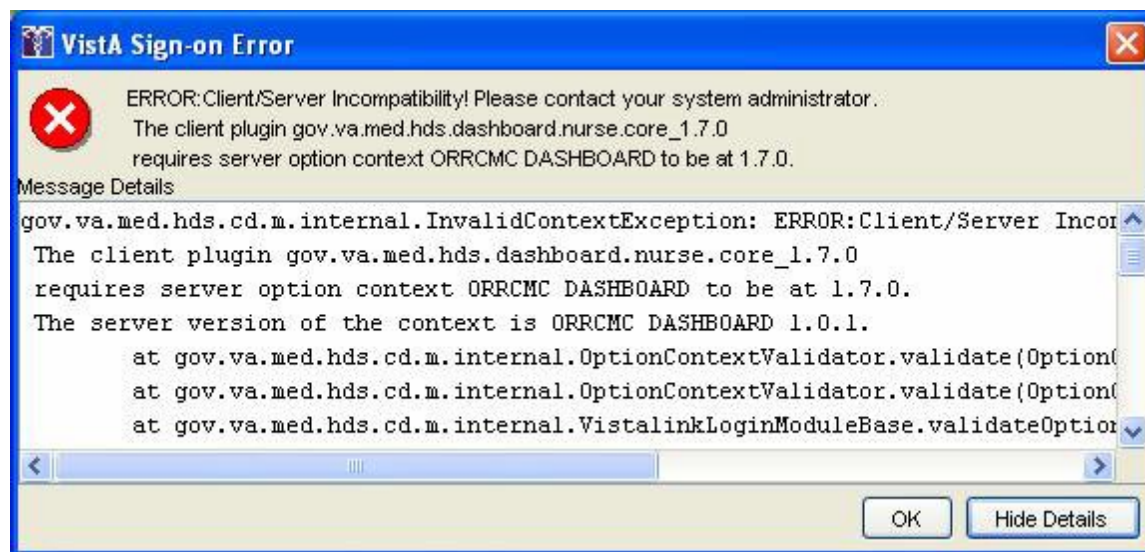 VistA Sign-on Error
ERROR:Client/Server Incompatibility! Please contact your system administrator.
The client plugin gov.va.med.hds.dashboard.nurse.core_1.7.0
requires server option context ORRCMC DASHBOARD to be at 1.7.0.
Message Details
gov.va.med.hds.cd.m.internal.InvalidContextException: ERROR:Client/Server Incor
The client plugin gov.va.med.hds.dashboard.nurse.core_1.7.0
requires server option context ORRCMC DASHBOARD to be at 1.7.0.
The server version of the context is ORRCMC DASHBOARD 1.0.1.
at gov.va.med.hds.cd.m.internal.OptionContextValidator.validate(Option
at gov.va.med.hds.cd.m.internal.OptionContextValidator.validate(Option
at gov.va.med.hds.cd.m.internal.VistalinkLoginModuleBase.validateOption
OK
Hide Details